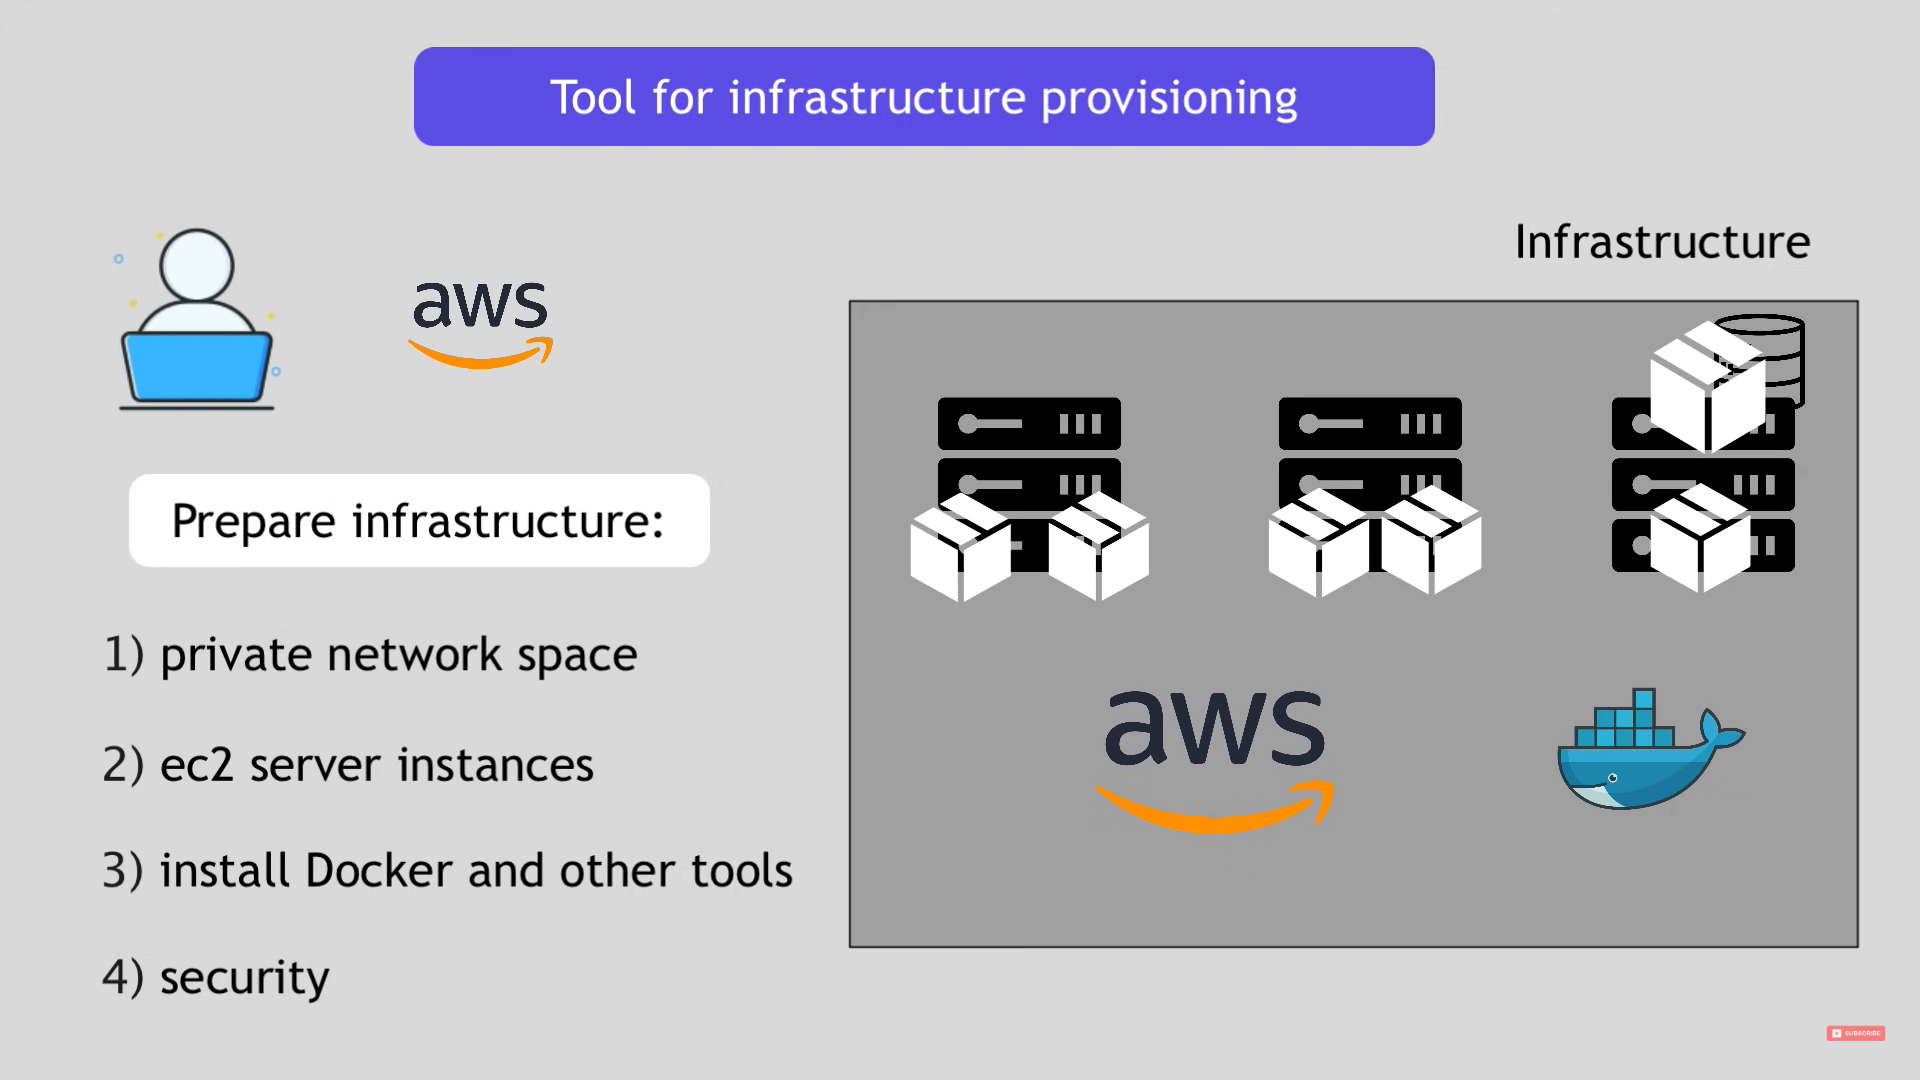 Tool for infrastructure provisioning
Infrastructure
aws
Prepare infrastructure:
1) private network space
2) ec2 server instances
3) install Docker and other tools
4) security
aws
SUBSCRIBE